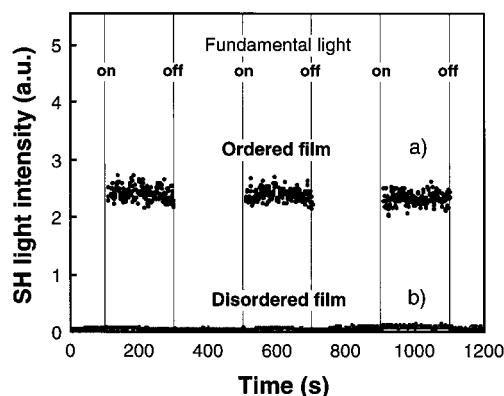 Fundamental light
on off on off on off
Ordered film a)
Disordered film b)
SH light intensity (a.u.)
5
4
3
2
1
0
0 200 400 600 800 1000 1200
Time (s)